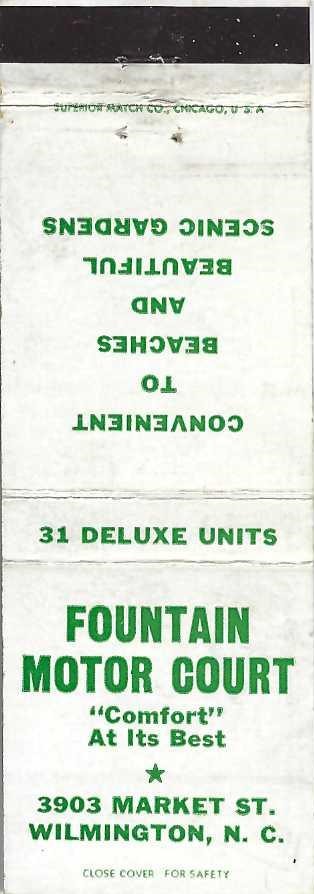 SUPERIOR MATCH CO., CHICAGO, U.S.A
CONVENIENT
TO
BEACHES
AND
BEAUTIFUL
SCENIC GARDENS
31 DELUXE UNITS
FOUNTAIN
MOTOR COURT
"Comfort"
At Its Best
3903 MARKET ST.
WILMINGTON, N. C.
CLOSE COVER FOR SAFETY